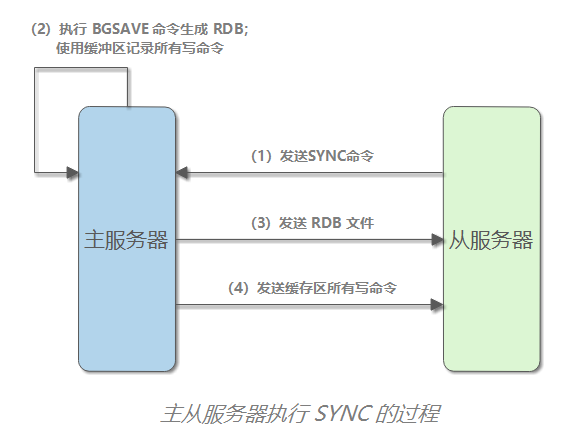 （2）执行 BGSAVE 命令生成 RDB；
使用缓冲区记录所有写命令
（1）发送SYNC命令
（3）发送 RDB 文件
主服务器
从服务器
（4）发送缓存区所有写命令
主从服务器执行 SYNC 的过程